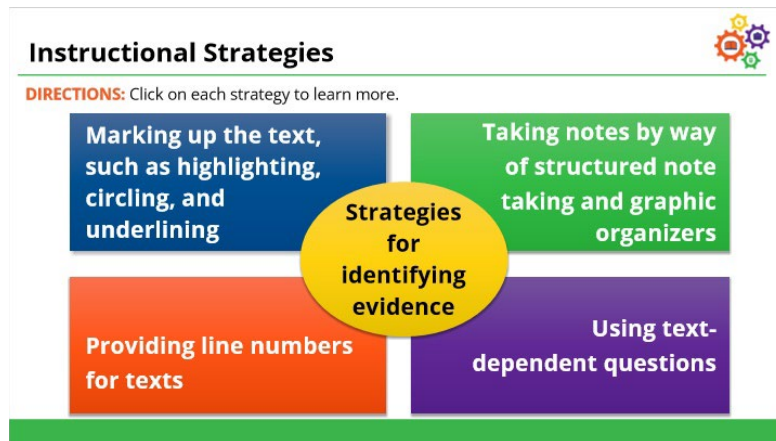 Instructional Strategies
DIRECTIONS: Click on each strategy to learn more.
Marking up the text,
such as highlighting,
circling, and
underlining
Taking notes by way
of structured note
taking and graphic
organizers
Strategies
for
identifying
evidence
Providing line numbers
for texts
Using text-
dependent questions